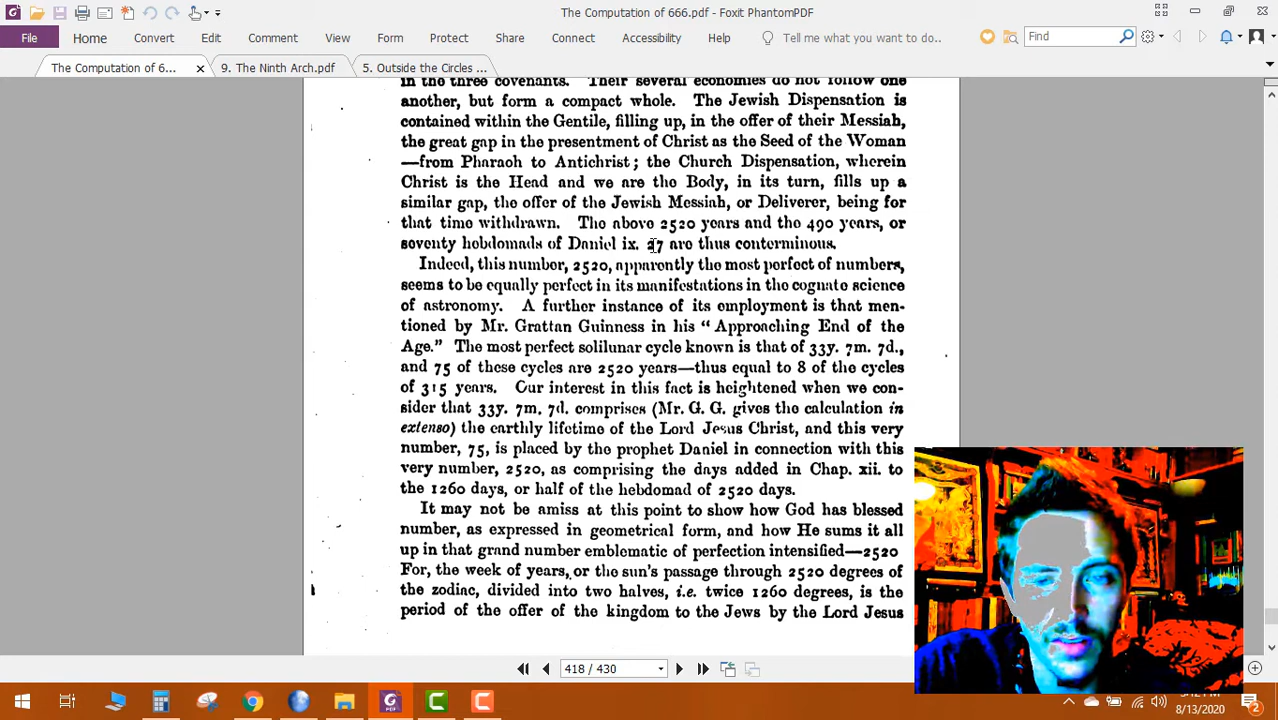 The Computation of 666.pdf - Foxit PhantomPDF
File Home Convert Edit Comment View Form Protect Share Connect Accessibility Help Tell me what you want to do.. Find
The Computation of 6... 9. The Ninth Arch.pdf 5. Outside the Circles ...
in the three covenants. Their several economies do not follow one
another, but form a compact whole. The Jewish Dispensation is
contained within the Gentile, filling up, in the offer of their Messiah,
the great gap in the presentment of Christ as the Seed of the Woman
—from Pharaoh to Antichrist; the Church Dispensation, wherein
Christ is the Head and we are the Body, in its turn, fills up a
similar gap, the offer of the Jewish Messiah, or Deliverer, being for
that time withdrawn. The above 2520 years and the 490 years, or
seventy hebdomads of Daniel ix. 27 are thus conterminous.
Indeed, this number, 2520, apparently the most perfect of numbers,
seems to be equally perfect in its manifestations in the cognate science
of astronomy. A further instance of its employment is that men-
tioned by Mr. Grattan Guinness in his “Approaching End of the
Age.” The most perfect solilunar cycle known is that of 33y. 7m. 7d.,
and 75 of these cycles are 2520 years—thus equal to 8 of the cycles
of 315 years. Our interest in this fact is heightened when we con-
sider that 33y. 7m. 7d. comprises (Mr. G. G. gives the calculation in
extenso) the earthly lifetime of the Lord Jesus Christ, and this very
number, 75, is placed by the prophet Daniel in connection with this
very number, 2520, as comprising the days added in Chap. xii. to
the 1260 days, or half of the hebdomad of 2520 days.
It may not be amiss at this point to show how God has blessed
number, as expressed in geometrical form, and how He sums it all
up in that grand number emblematic of perfection intensified—2520
For, the week of years, or the sun's passage through 2520 degrees of
the zodiac, divided into two halves, i.e. twice 1260 degrees, is the
period of the offer of the kingdom to the Jews by the Lord Jesus
418 / 430
8/13/2020
2